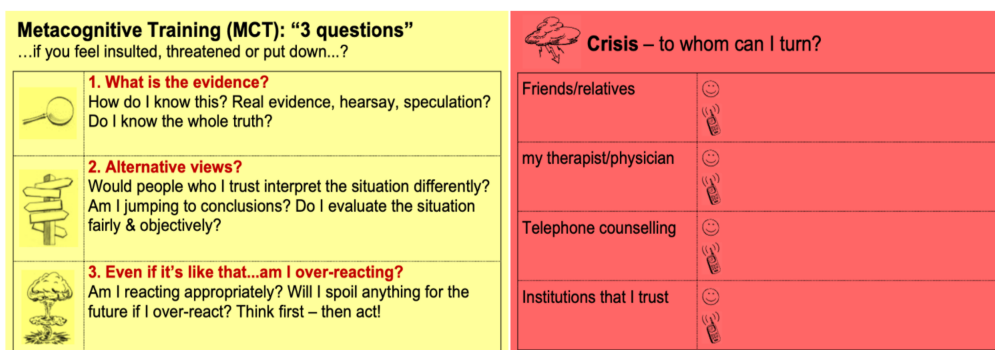 Metacognitive Training (MCT): “3 questions”
…if you feel insulted, threatened or put down...?
1. What is the evidence?
How do I know this? Real evidence, hearsay, speculation?
Do I know the whole truth?
2. Alternative views?
Would people who I trust interpret the situation differently?
Am I jumping to conclusions? Do I evaluate the situation
fairly & objectively?
3. Even if it’s like that...am I over-reacting?
Am I reacting appropriately? Will I spoil anything for the
future if I over-react? Think first – then act!
Crisis – to whom can I turn?
Friends/relatives
my therapist/physician
Telephone counselling
Institutions that I trust